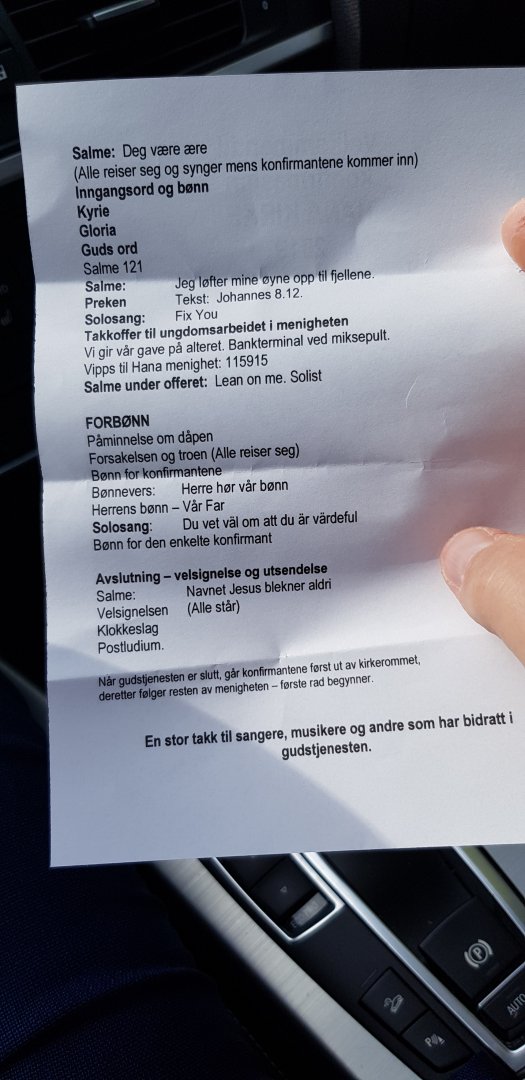 Salme: Deg være ære
(Alle reiser seg og synger mens konfirmantene kommer inn)
Inngangsord og bønn
Kyrie
Gloria
Guds ord
Salme 121
Salme: Jeg løfter mine øyne opp til fjellene.
Preken Tekst: Johannes 8.12.
Solosang: Fix You
Takkoffer til ungdomsarbeidet i menigheten
Vi gir vår gave på alteret. Bankterminal ved miksepult.
Vipps til Hana menighet: 115915
Salme under offeret: Lean on me. Solist
FORBØNN
Påminnelse om dåpen
Forsakelsen og troen (Alle reiser seg)
Bønn for konfirmantene
Bønnevers: Herre hør vår bønn
Herrens bønn – Vår Far
Solosang: Du vet väl om att du är värdeful
Bønn for den enkelte konfirmant
Avslutning – velsignelse og utsendelse
Salme: Navnet Jesus blekner aldri
Velsignelsen (Alle står)
Klokkeslag
Postludium.
Når gudstjenesten er slutt, går konfirmantene først ut av kirkerommet,
deretter følger resten av menigheten – første rad begynner.
En stor takk til sangere, musikere og andre som har bidratt i
gudstjenesten.
P
AUTO
P